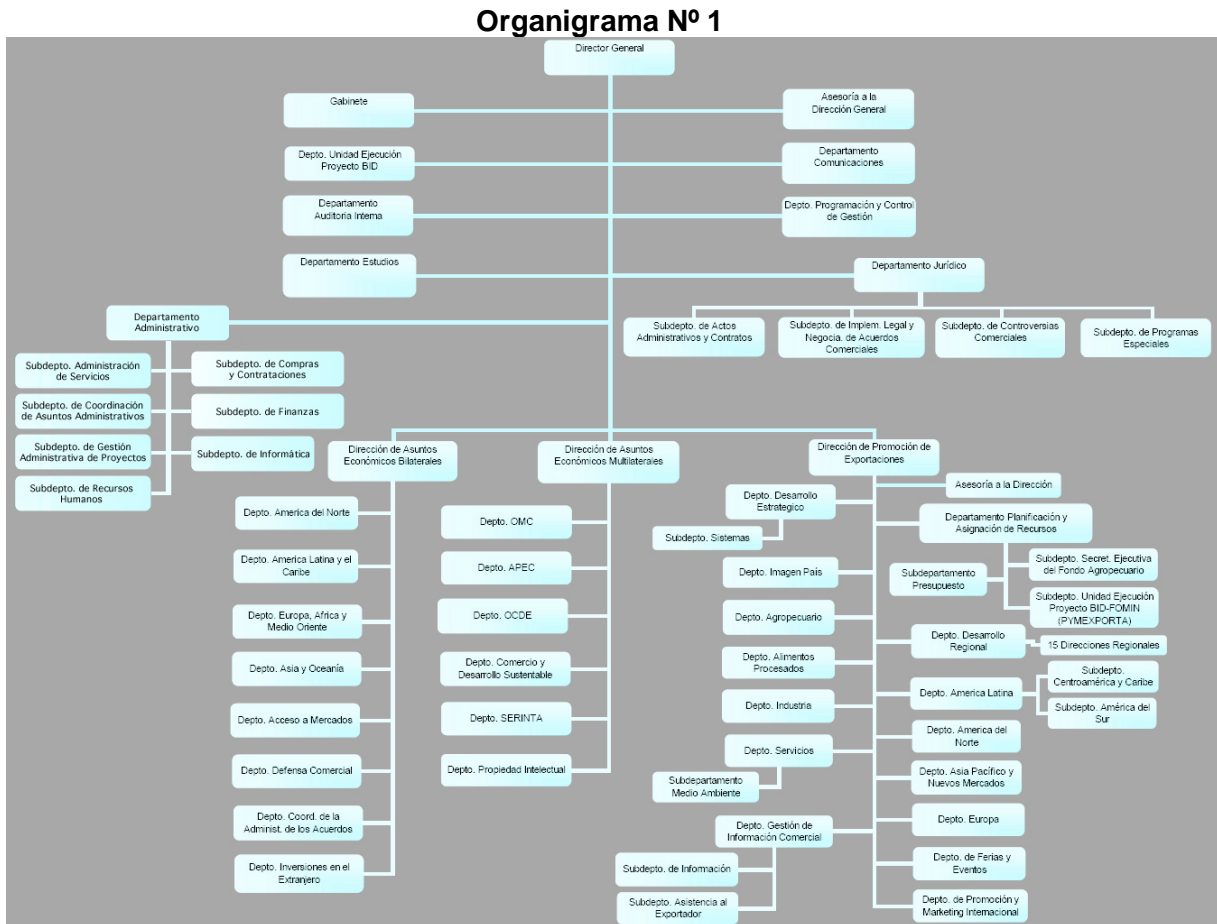 Organigrama Nº 1
Director General
Gabinete
Asesoría a la
Dirección General
Depto. Unidad Ejecución
Proyecto BID
Departamento
Comunicaciones
Departamento
Auditoria Interna
Depto. Programación y Control
de Gestión
Departamento Estudios
Departamento Jurídico
Departamento
Administrativo
Subdepto. de Actos
Administrativos y Contratos
Subdepto. de Implem. Legal y
Negocia. de Acuerdos
Comerciales
Subdepto. de Controversias
Comerciales
Subdepto. de Programas
Especiales
Subdepto. Administración
de Servicios
Subdepto. de Compras
y Contrataciones
Subdepto. de Coordinación
de Asuntos Administrativos
Subdepto. de Finanzas
Subdepto. de Gestión
Administrativa de Proyectos
Subdepto. de Informática
Subdepto. de Recursos
Humanos
Dirección de Asuntos
Económicos Bilaterales
Dirección de Asuntos
Económicos Multilaterales
Dirección de Promoción de
Exportaciones
Depto. America del Norte
Depto. America Latina y el
Caribe
Depto. Europa, Africa y
Medio Oriente
Depto. Asia y Oceanía
Depto. Acceso a Mercados
Depto. Defensa Comercial
Depto. Coord. de la
Administ. de los Acuerdos
Depto. Inversiones en el
Extranjero
Depto. OMC
Depto. APEC
Depto. OCDE
Depto. Comercio y
Desarrollo Sustentable
Depto. SERINTA
Depto. Propiedad Intelectual
Depto. Desarrollo
Estrategico
Subdepto. Sistemas
Depto. Imagen País
Depto. Agropecuario
Depto. Alimentos
Procesados
Depto. Industria
Depto. Servicios
Subdepartamento
Medio Ambiente
Depto. Gestión de
Información Comercial
Subdepto. de Información
Subdepto. Asistencia al
Exportador
Asesoría a la Dirección
Departamento Planificación y
Asignación de Recursos
Subdepartamento
Presupuesto
Subdepto. Secret. Ejecutiva
del Fondo Agropecuario
Subdepto. Unidad Ejecución
Proyecto BID-FOMIN
(PYMEXPORTA)
Depto. Desarrollo
Regional
15 Direcciones Regionales
Depto. America Latina
Subdepto.
Centroamérica y Caribe
Subdepto. América del
Sur
Depto. America del
Norte
Depto. Asia Pacífico y
Nuevos Mercados
Depto. Europa
Depto. de Ferias y
Eventos
Depto. de Promoción y
Marketing Internacional